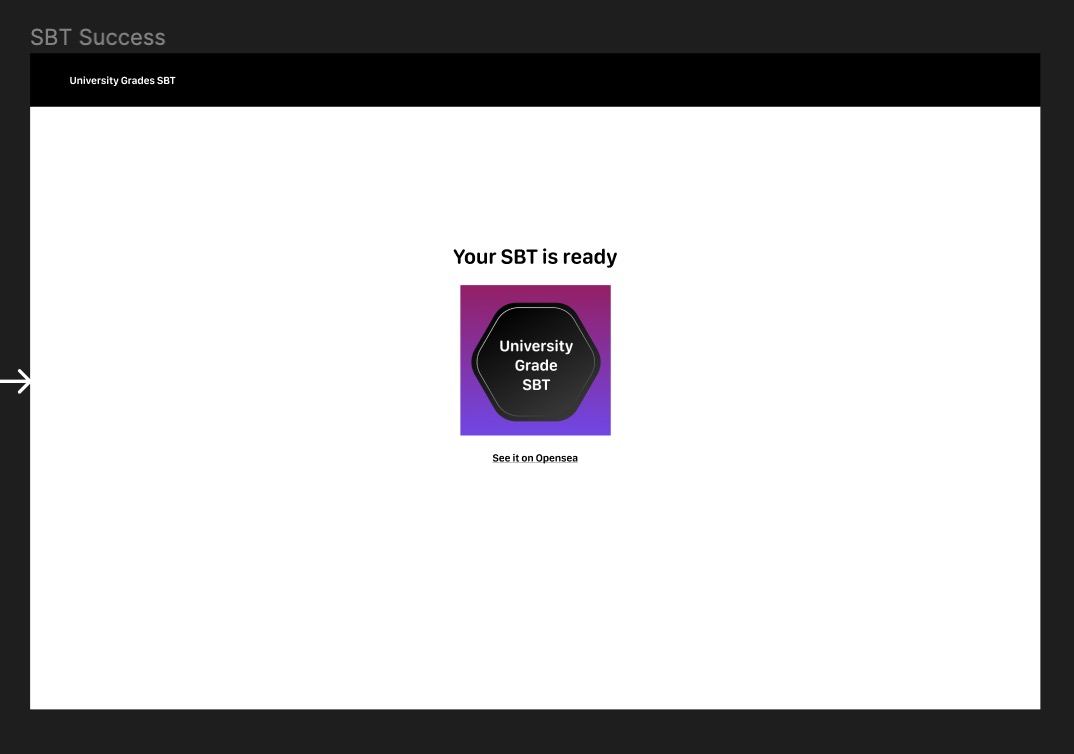 SBT Success
University Grades SBT
Your SBT is ready
University
Grade
SBT
See it on Opensea